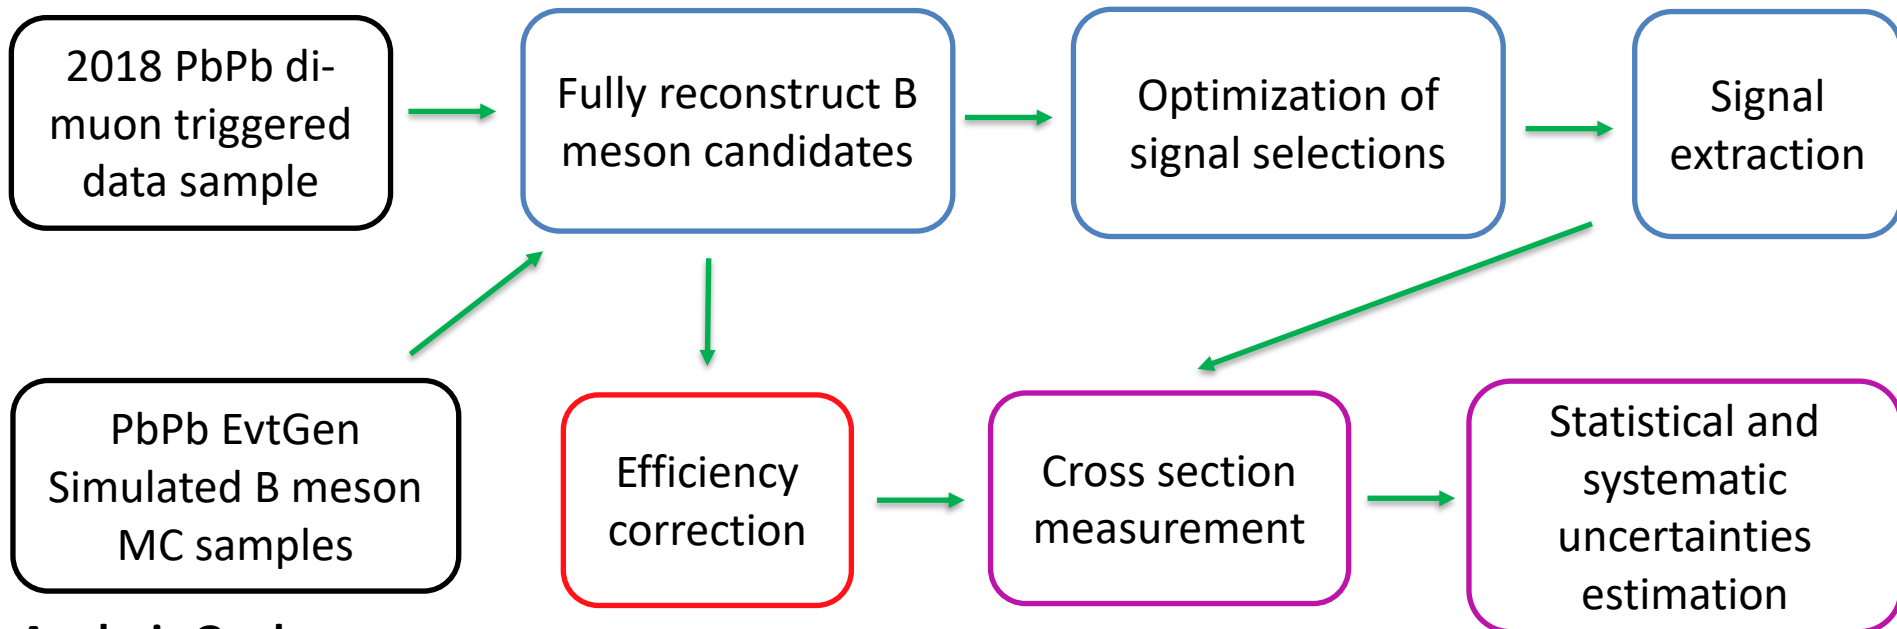 2018 PbPb di-
muon triggered
data sample
Fully reconstruct B
meson candidates
Optimization of
signal selections
Signal
extraction
PbPb EvtGen
Simulated B meson
MC samples
Efficiency
correction
Cross section
measurement
Statistical and
systematic
uncertainties
estimation